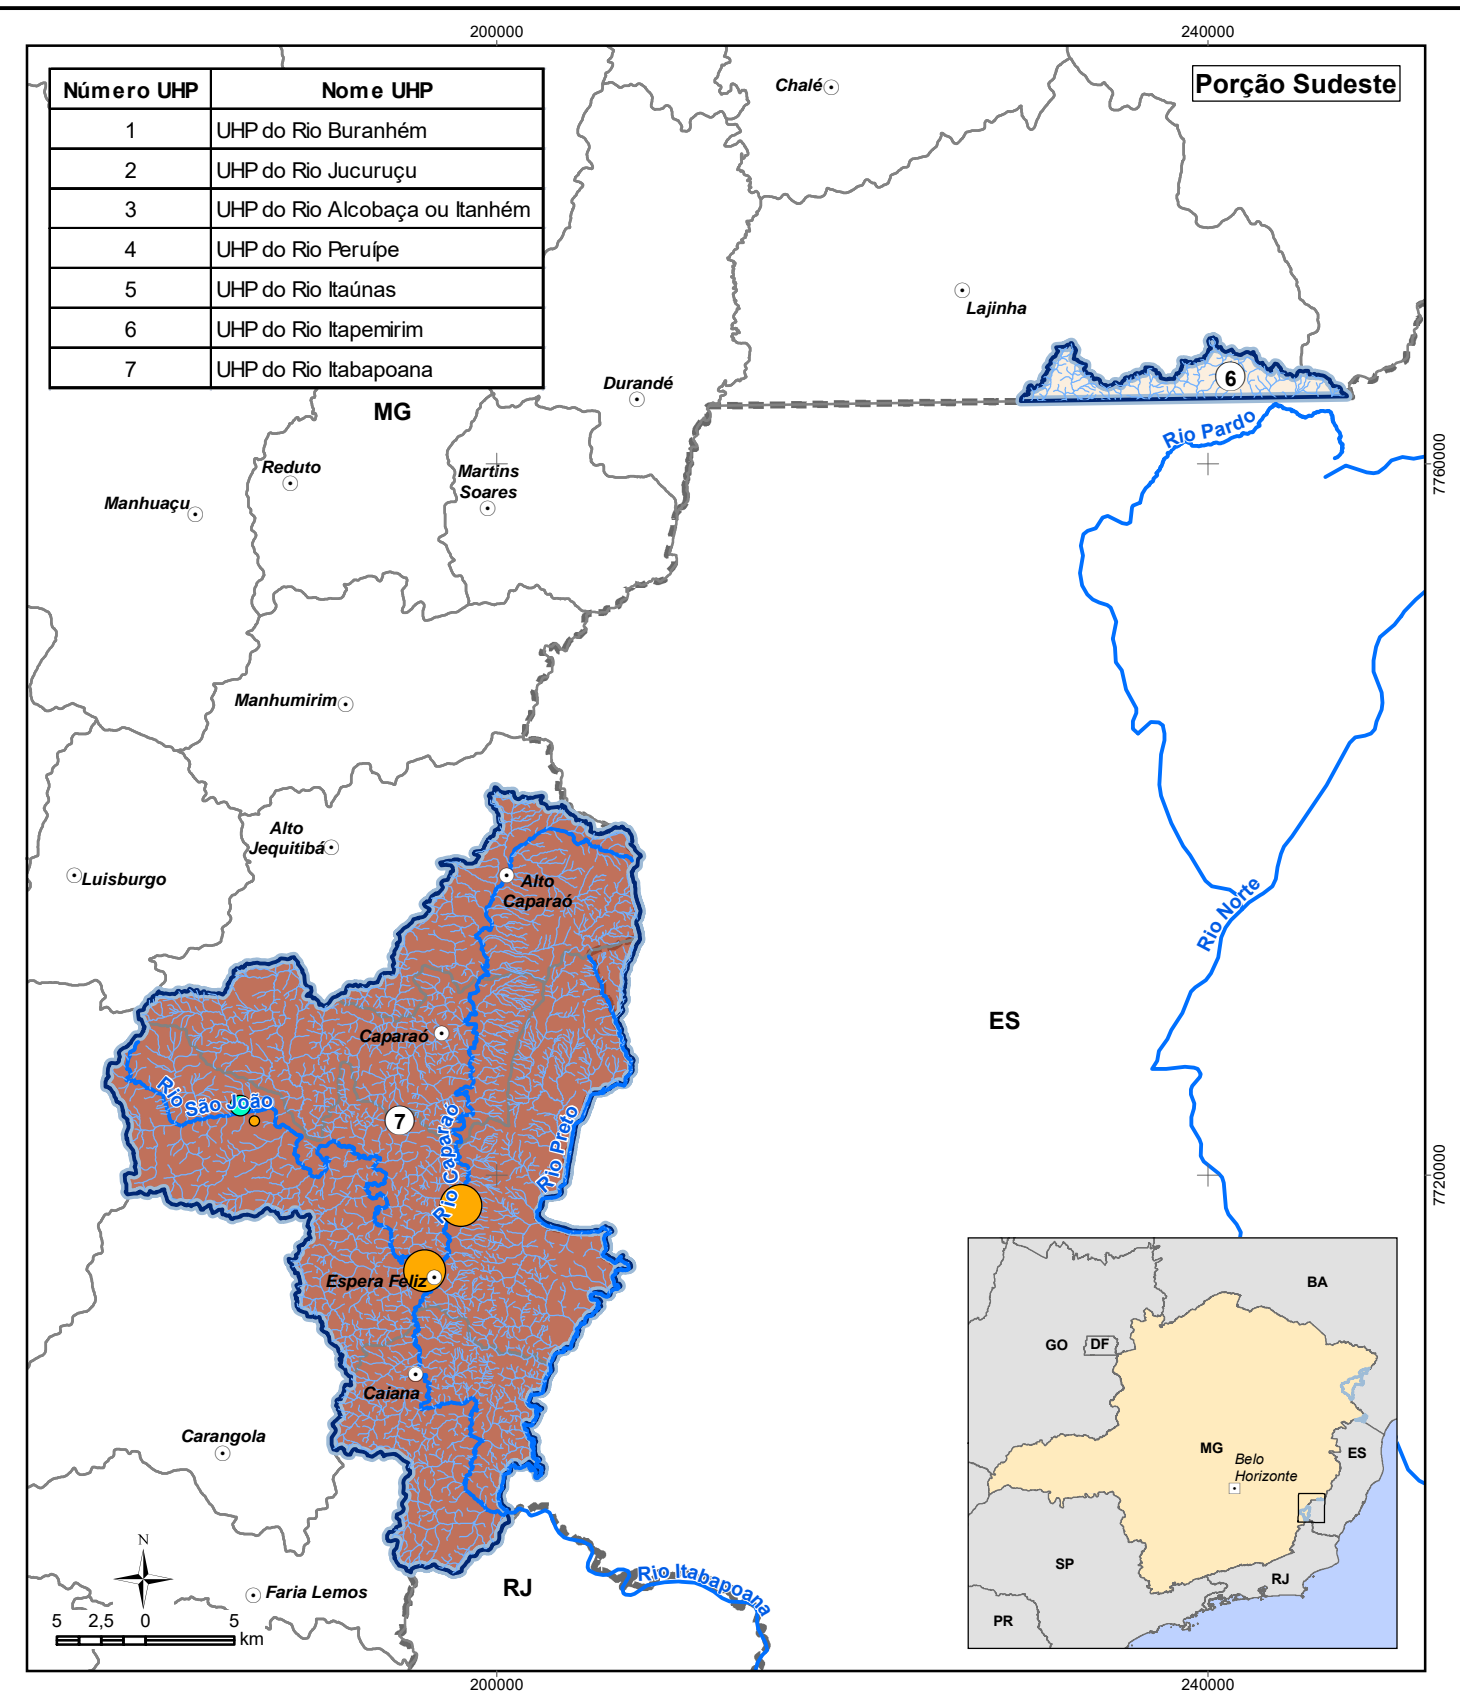 200000
240000
Porção Sudeste
Número UHP Nome UHP
1 UHP do Rio Buranhém
2 UHP do Rio Jucuruçu
3 UHP do Rio Alcobaça ou Itanhém
4 UHP do Rio Peruípe
5 UHP do Rio Itaúnas
6 UHP do Rio Itapemirim
7 UHP do Rio Itabapoana
Chalé
Lajinha
Durandé
MG
6
Rio Pardo
Reduto
Martins
Soares
Manhuaçu
7760000
Manhumirim
Alto
Jequitibá
Luisburgo
Alto
Caparaó
Rio Norte
ES
Caparaó
Rio
São João
7
Rio Caparaó
Rio Preto
7720000
Espera Feliz
Caiana
Carangola
Faria Lemos
RJ
Rio Itabapoana
N
5 2,5 0 5
km
BA
GO
DF
MG
Belo
Horizonte
ES
SP
RJ
PR
200000
240000